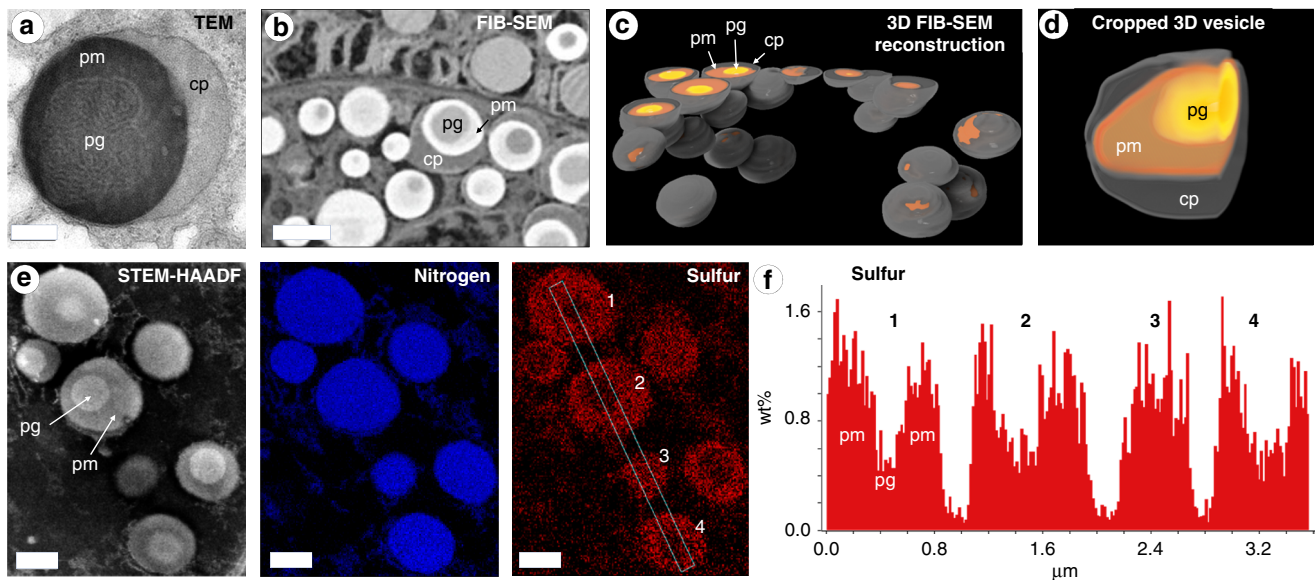 a
TEM
pm
cp
pg
b
FIB-SEM
pg
pm
cp
c
3D FIB-SEM
reconstruction
pm
pg
cp
d
Cropped 3D vesicle
pg
pm
cp
e
STEM-HAADF
pg
pm
Nitrogen
Sulfur
1
2
3
4
f
Sulfur
1.6
0.8
0.0
wt%
1
2
3
4
pm
pm
pg
0.0
0.8
1.6
2.4
3.2
μm